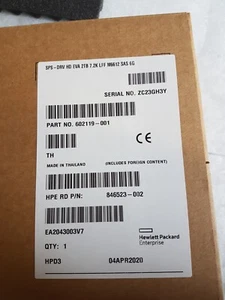 SPS-DRV HD EVA 2TB 7.2K LFF M6612 SAS 6G
SERIAL NO. ZC23GH3Y
PART NO. 602119-001
CE
TH
MADE IN THAILAND (INCLUDES FOREIGN CONTENT)
HPE RD P/N: 846523-002
EA2043003V7
Hewlett Packard
Enterprise
QTY: 1
HPD3 04APR2020